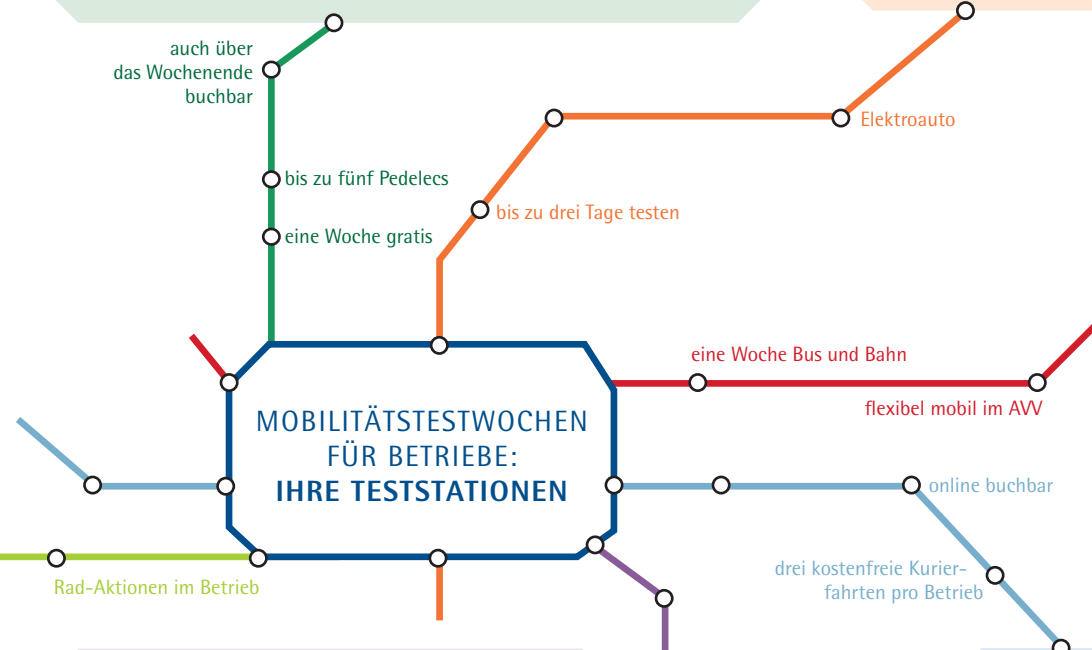 auch über
das Wochenende
buchbar
Elektroauto
bis zu fünf Pedelecs
bis zu drei Tage testen
eine Woche gratis
eine Woche Bus und Bahn
flexibel mobil im AVV
MOBILITÄTSTESTWOCHEN
FÜR BETRIEBE:
IHRE TESTSTATIONEN
online buchbar
drei kostenfreie Kurier-
fahrten pro Betrieb
Rad-Aktionen im Betrieb